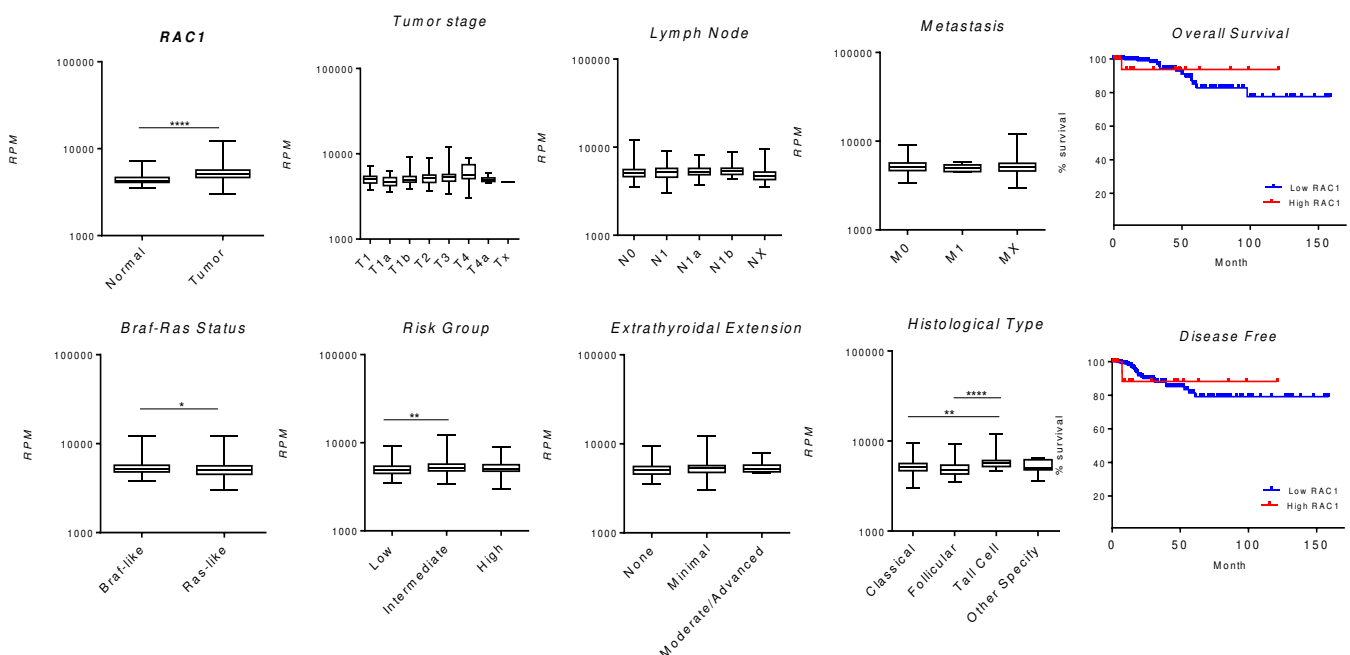 RAC1
RPM
100000
10000
1000
****
Normal
Tumor
Tumor stage
RPM
100000
10000
1000
T1
T1a
T1b
T2
T3
T4
T4a
Tx
Lymph Node
RPM
100000
10000
1000
N0
N1
N1a
N1b
NX
Metastasis
RPM
100000
10000
1000
M0
M1
MX
Overall Survival
% survival
100
80
60
40
20
Low RAC1
High RAC1
0
50
100
150
Month
Braf-Ras Status
RPM
100000
10000
1000
*
Braf-like
Ras-like
Risk Group
RPM
100000
10000
1000
**
Low
Intermediate
High
Extrathyroidal Extension
RPM
100000
10000
1000
None
Minimal
Moderate/Advanced
Histological Type
RPM
100000
10000
1000
****
**
Classical
Follicular
Tall Cell
Other Specify
Disease Free
% survival
100
80
60
40
20
Low RAC1
High RAC1
0
50
100
150
Month